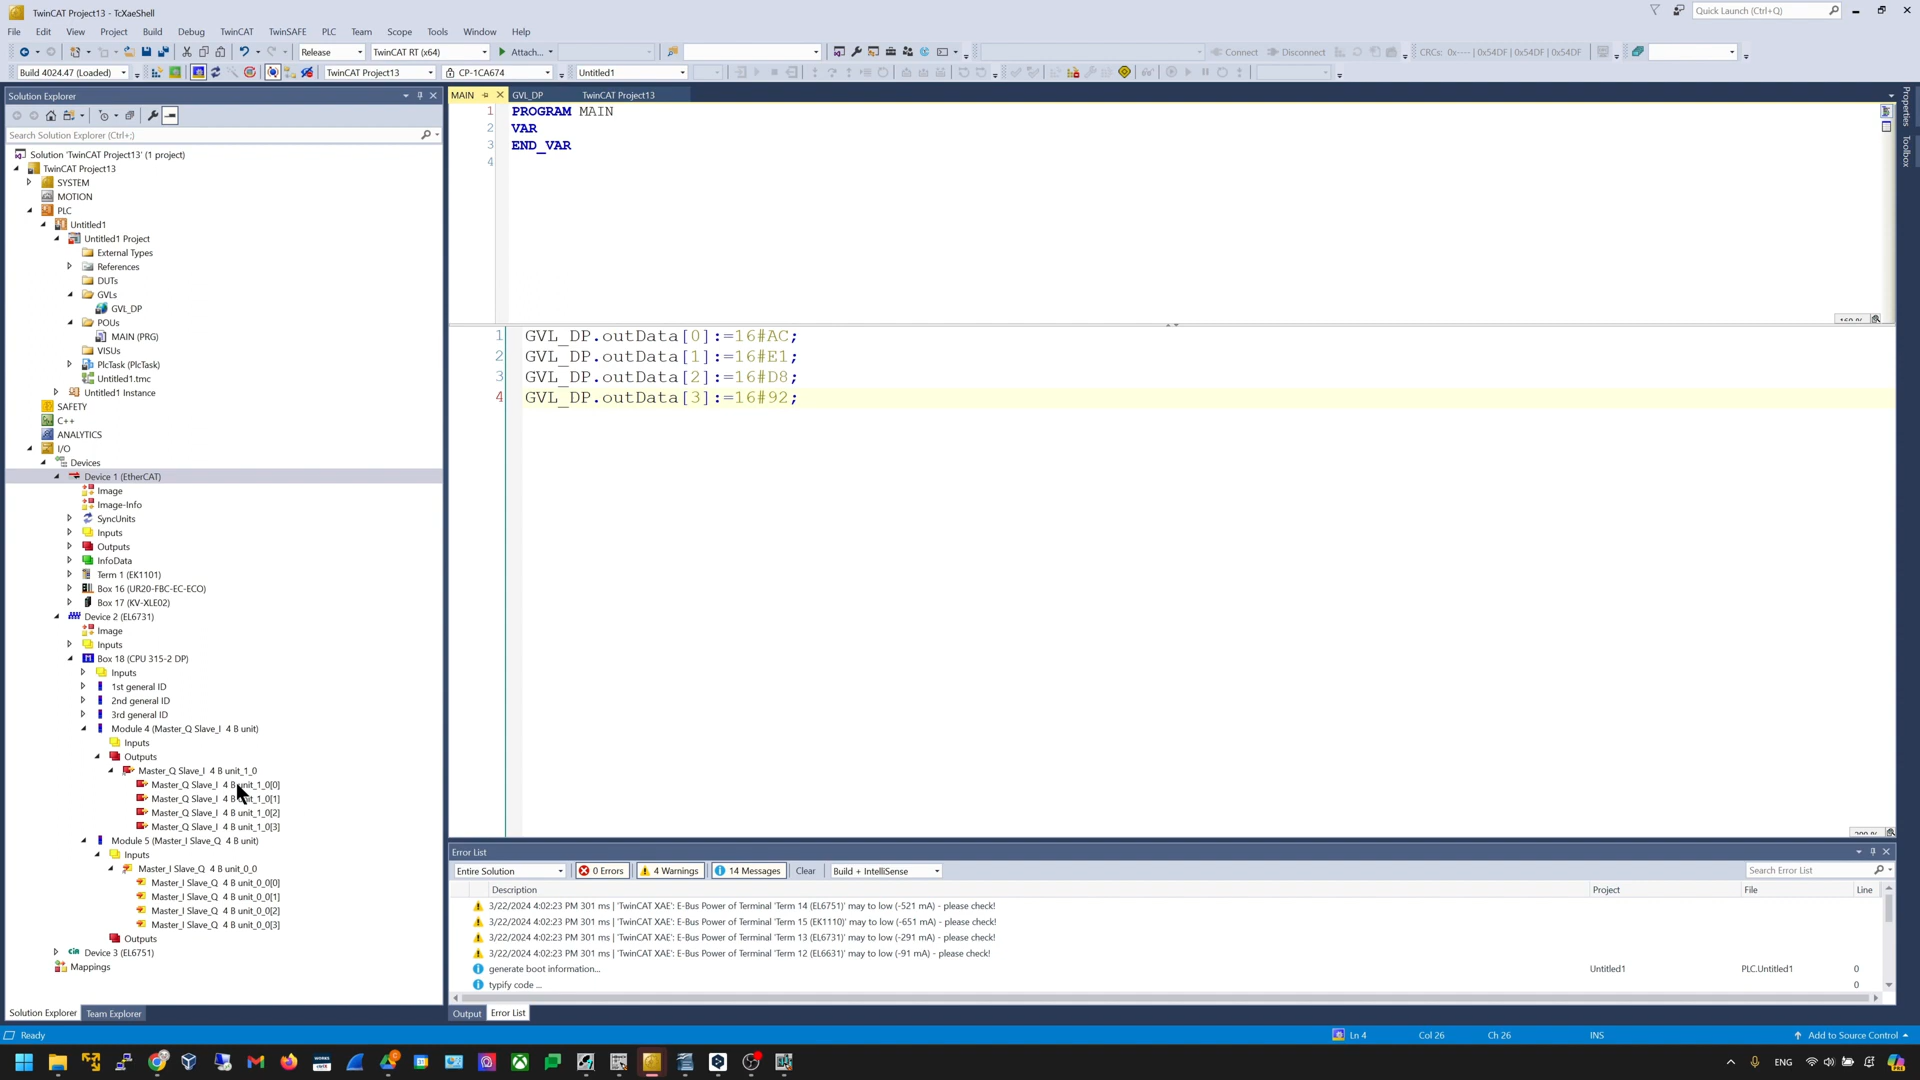 TwinCAT Project13 - TcXaeShell
Quick Launch (Ctrl+Q)
File Edit View Project Build Debug TwinCAT TwinSAFE PLC Team Scope Tools Window Help
Release TwinCAT RT (x64) Attach... Connect Disconnect CRCs: 0x---- | 0x54DF | 0x54DF | 0x54DF
Build 4024.47 (Loaded) TwinCAT Project13 CP-1CA674 Untitled1
Solution Explorer
Search Solution Explorer (Ctrl+;)
Solution 'TwinCAT Project13' (1 project)
TwinCAT Project13
SYSTEM
MOTION
PLC
Untitled1
Untitled1 Project
External Types
References
DUTs
GVLs
GVL_DP
POUs
MAIN (PRG)
VISUs
PlcTask (PlcTask)
Untitled1.tmc
Untitled1 Instance
SAFETY
C++
ANALYTICS
I/O
Devices
Device 1 (EtherCAT)
Image
Image-Info
SyncUnits
Inputs
Outputs
InfoData
Term 1 (EK1101)
Box 16 (UR20-FBC-EC-ECO)
Box 17 (KV-XLE02)
Device 2 (EL6731)
Image
Inputs
Box 18 (CPU 315-2 DP)
Inputs
1st general ID
2nd general ID
3rd general ID
Module 4 (Master_Q Slave_I 4 B unit)
Inputs
Outputs
Master_Q Slave_I 4 B unit_1_0
Master_Q Slave_I 4 B unit_1_0[0]
Master_Q Slave_I 4 B unit_1_0[1]
Master_Q Slave_I 4 B unit_1_0[2]
Master_Q Slave_I 4 B unit_1_0[3]
Module 5 (Master_I Slave_Q 4 B unit)
Inputs
Master_I Slave_Q 4 B unit_0_0
Master_I Slave_Q 4 B unit_0_0[0]
Master_I Slave_Q 4 B unit_0_0[1]
Master_I Slave_Q 4 B unit_0_0[2]
Master_I Slave_Q 4 B unit_0_0[3]
Outputs
Device 3 (EL6751)
Mappings
Solution Explorer Team Explorer
MAIN GVL_DP TwinCAT Project13
1 PROGRAM MAIN
2 VAR
3 END_VAR
4
1 GVL_DP.outData[0]:=16#AC;
2 GVL_DP.outData[1]:=16#E1;
3 GVL_DP.outData[2]:=16#D8;
4 GVL_DP.outData[3]:=16#92;
Properties
Toolbox
Error List
Entire Solution 0 Errors 4 Warnings 14 Messages Clear Build + IntelliSense Search Error List
Description Project File Line
3/22/2024 4:02:23 PM 301 ms | 'TwinCAT XAE': E-Bus Power of Terminal 'Term 14 (EL6751)' may to low (-521 mA) - please check!
3/22/2024 4:02:23 PM 301 ms | 'TwinCAT XAE': E-Bus Power of Terminal 'Term 15 (EK1110)' may to low (-651 mA) - please check!
3/22/2024 4:02:23 PM 301 ms | 'TwinCAT XAE': E-Bus Power of Terminal 'Term 13 (EL6731)' may to low (-291 mA) - please check!
3/22/2024 4:02:23 PM 301 ms | 'TwinCAT XAE': E-Bus Power of Terminal 'Term 12 (EL6631)' may to low (-91 mA) - please check!
generate boot information... Untitled1 PLC.Untitled1 0
typify code ... 0
Output Error List
Ready Ln 4 Col 26 Ch 26 INS Add to Source Control
ENG